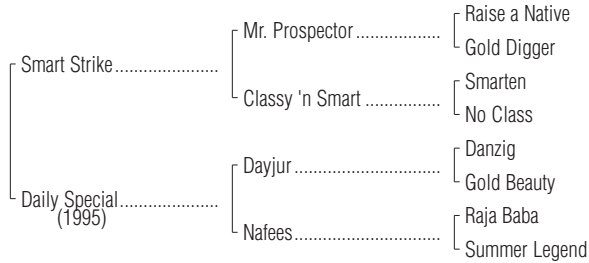 Raise a Native
Mr. Prospector..................
Gold Digger
Smart Strike......................
Smarten
Classy 'n Smart ................
No Class
Danzig
Dayjur...............................
Gold Beauty
Daily Special.....................
(1995)
Raja Baba
Nafees...............................
Summer Legend